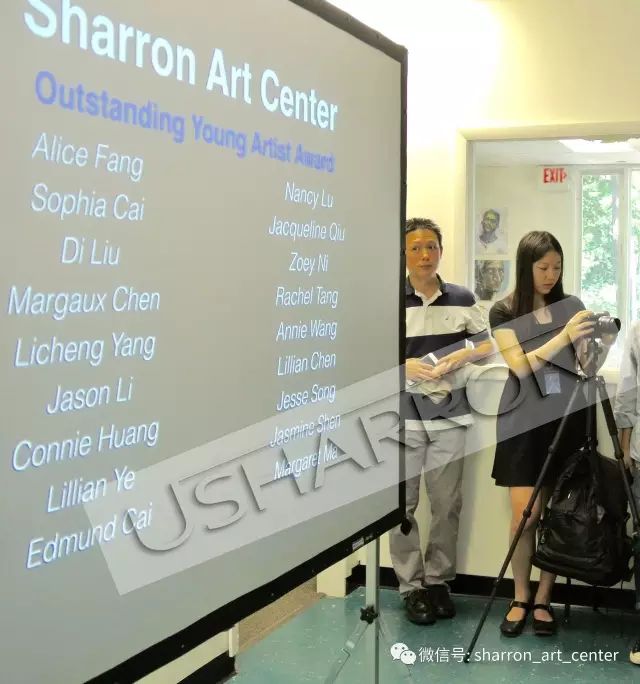 Sharron Art Center
Outstanding Young Artist Award
Alice Fang
Sophia Cai
Di Liu
Margaux Chen
Licheng Yang
Jason Li
Connie Huang
Lillian Ye
Edmund Cai
Nancy Lu
Jacqueline Qiu
Zoey Ni
Rachel Tang
Annie Wang
Lillian Chen
Jesse Song
Jasmine Shen
Margaret Ma
EXIT
USHARRON
微信号: sharron_art_center